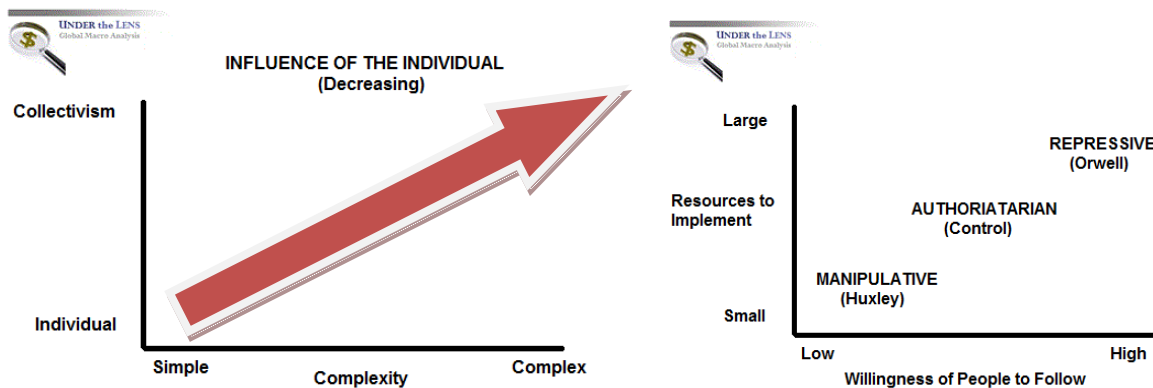 UNDER the LENS
Global Macro Analysis
INFLUENCE OF THE INDIVIDUAL
(Decreasing)
Collectivism
Individual
Simple
Complexity
Complex
UNDER the LENS
Global Macro Analysis
Large
Resources to
Implement
Small
REPRESSIVE
(Orwell)
AUTHORIATARIAN
(Control)
MANIPULATIVE
(Huxley)
Low
High
Willingness of People to Follow